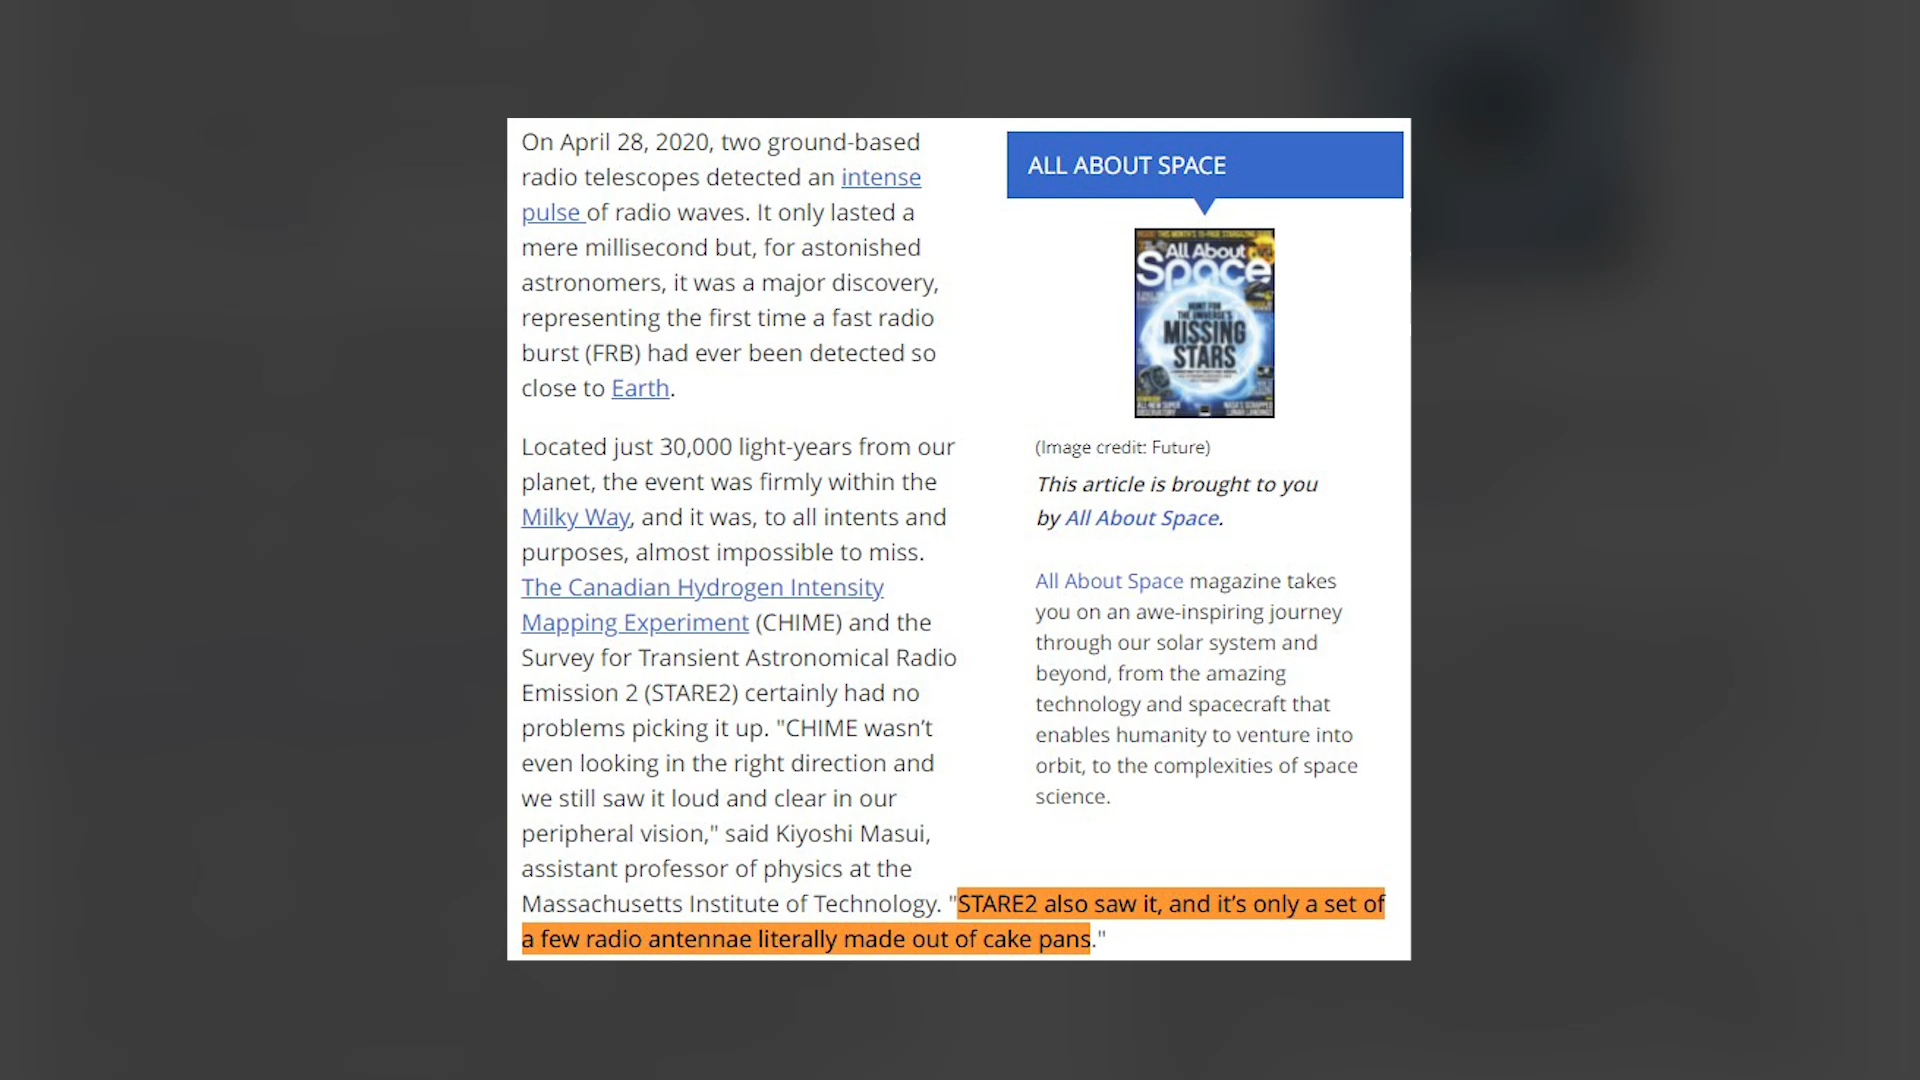 On April 28, 2020, two ground-based
radio telescopes detected an intense
pulse of radio waves. It only lasted a
mere millisecond but, for astonished
astronomers, it was a major discovery,
representing the first time a fast radio
burst (FRB) had ever been detected so
close to Earth.
Located just 30,000 light-years from our
planet, the event was firmly within the
Milky Way, and it was, to all intents and
purposes, almost impossible to miss.
The Canadian Hydrogen Intensity
Mapping Experiment (CHIME) and the
Survey for Transient Astronomical Radio
Emission 2 (STARE2) certainly had no
problems picking it up. "CHIME wasn’t
even looking in the right direction and
we still saw it loud and clear in our
peripheral vision," said Kiyoshi Masui,
assistant professor of physics at the
Massachusetts Institute of Technology. "STARE2 also saw it, and it’s only a set of
a few radio antennae literally made out of cake pans."
ALL ABOUT SPACE
All About
Space
HUNT FOR
THE UNIVERSE'S
MISSING
STARS
(Image credit: Future)
This article is brought to you
by All About Space.
All About Space magazine takes
you on an awe-inspiring journey
through our solar system and
beyond, from the amazing
technology and spacecraft that
enables humanity to venture into
orbit, to the complexities of space
science.